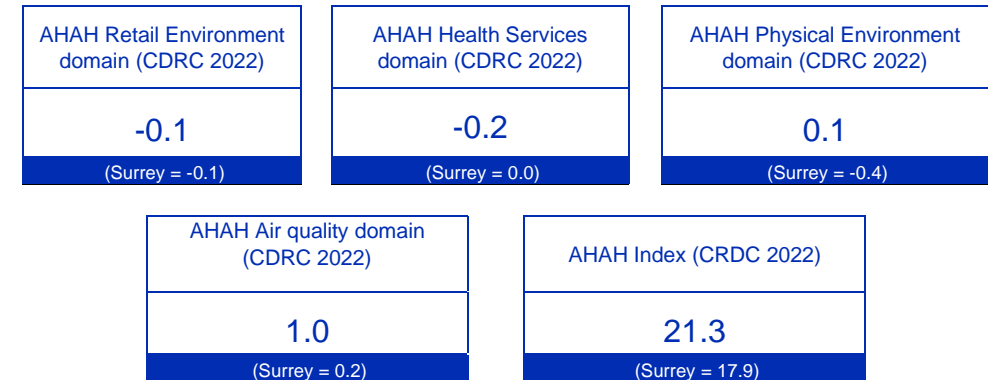 AHAH Retail Environment
domain (CDRC 2022)
-0.1
(Surrey = -0.1)
AHAH Health Services
domain (CDRC 2022)
-0.2
(Surrey = 0.0)
AHAH Physical Environment
domain (CDRC 2022)
0.1
(Surrey = -0.4)
AHAH Air quality domain
(CDRC 2022)
1.0
(Surrey = 0.2)
AHAH Index (CRDC 2022)
21.3
(Surrey = 17.9)